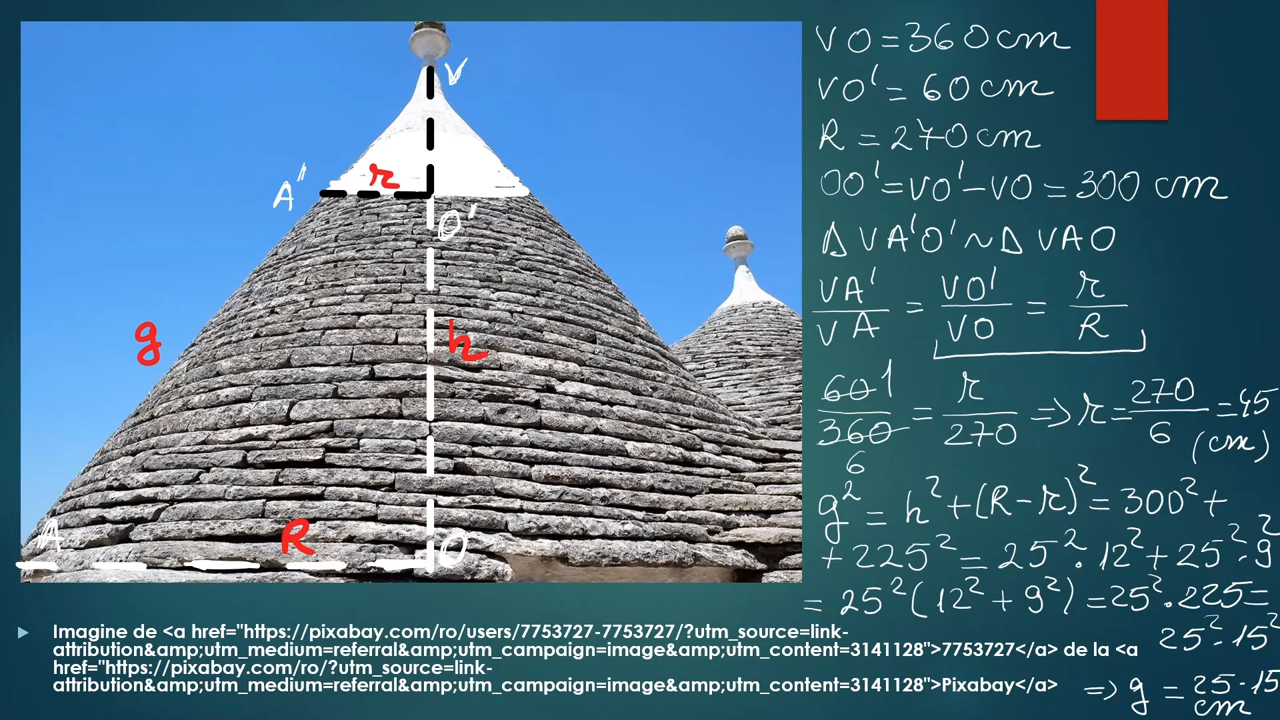 V
A"
r
O'
g
h
A
R
O
VO = 360 cm
VO' = 60 cm
R = 270 cm
OO' = VO' - VO = 300 cm
Δ VA'O' ~ Δ VAO
VA'/VA = VO'/VO = r/R
60 1/360 6 = r/270 => r = 270/6 = 45 (cm)
g² = h² + (R - r)² = 300² +
+ 225² = 25² · 12² + 25² · 9²
= 25² (12² + 9²) = 25² · 225 =
25² · 15²
=> g = 25 · 15 cm
Imagine de <a href="https://pixabay.com/ro/users/7753727-7753727/?utm_source=link-
attribution&amp;utm_medium=referral&amp;utm_campaign=image&amp;utm_content=3141128">7753727</a> de la <a
href="https://pixabay.com/ro/?utm_source=link-
attribution&amp;utm_medium=referral&amp;utm_campaign=image&amp;utm_content=3141128">Pixabay</a>